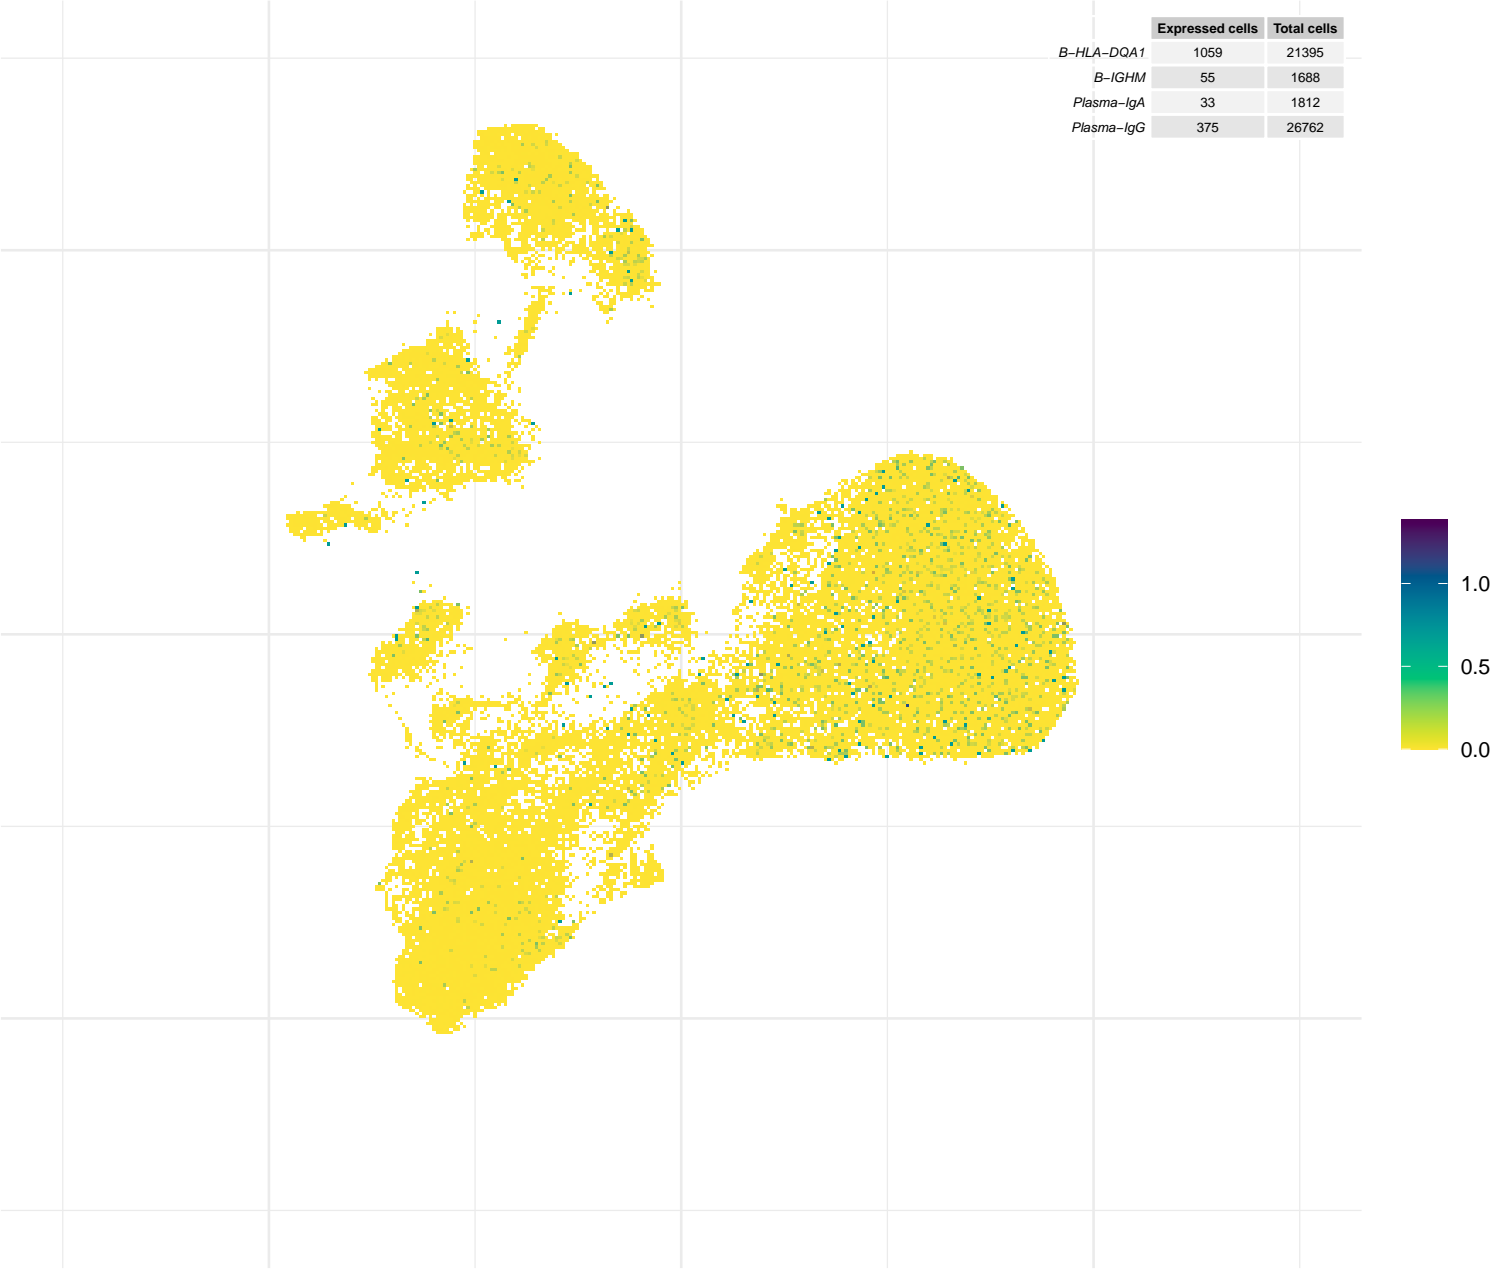 Expressed cells Total cells
B−HLA−DQA1 1059 21395
B−IGHM 55 1688
Plasma−IgA 33 1812
Plasma−IgG 375 26762
1.0
0.5
0.0